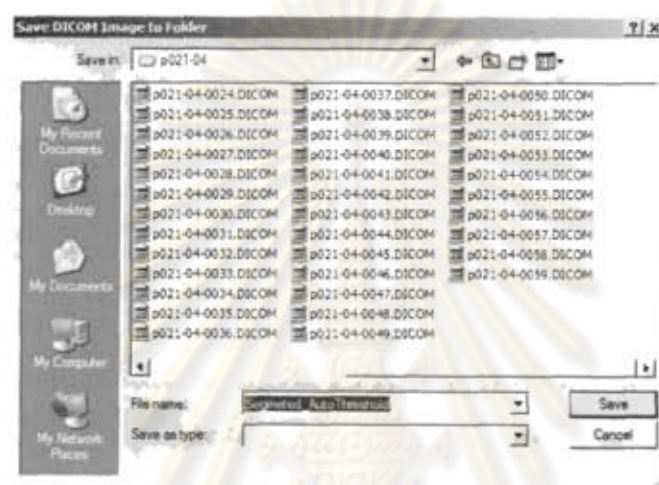 Save DICOM Image to Folder
Save in: p021-04
My Recent Documents
Desktop
My Documents
My Computer
My Network Places
p021-04-0024.DICOM
p021-04-0025.DICOM
p021-04-0026.DICOM
p021-04-0027.DICOM
p021-04-0028.DICOM
p021-04-0029.DICOM
p021-04-0030.DICOM
p021-04-0031.DICOM
p021-04-0032.DICOM
p021-04-0033.DICOM
p021-04-0034.DICOM
p021-04-0035.DICOM
p021-04-0036.DICOM
p021-04-0037.DICOM
p021-04-0038.DICOM
p021-04-0039.DICOM
p021-04-0040.DICOM
p021-04-0041.DICOM
p021-04-0042.DICOM
p021-04-0043.DICOM
p021-04-0044.DICOM
p021-04-0045.DICOM
p021-04-0046.DICOM
p021-04-0047.DICOM
p021-04-0048.DICOM
p021-04-0049.DICOM
p021-04-0050.DICOM
p021-04-0051.DICOM
p021-04-0052.DICOM
p021-04-0053.DICOM
p021-04-0054.DICOM
p021-04-0055.DICOM
p021-04-0056.DICOM
p021-04-0057.DICOM
p021-04-0058.DICOM
p021-04-0059.DICOM
File name: Segmeted_AutoThreshold
Save
Save as type:
Cancel